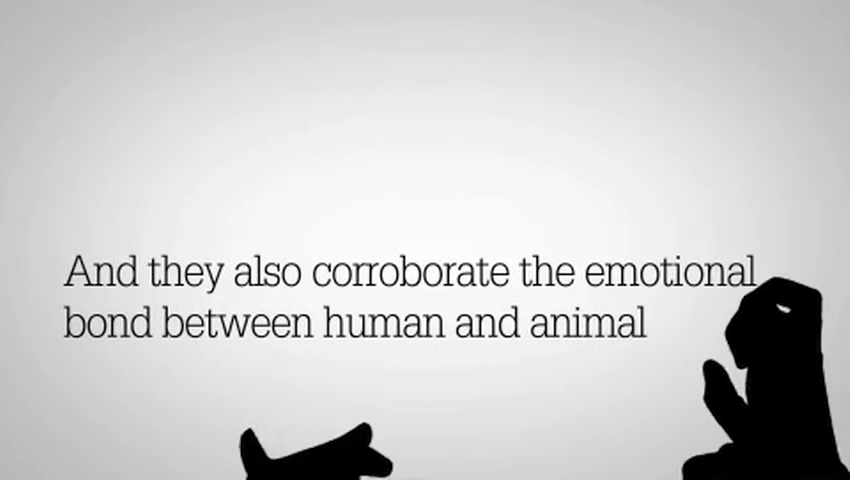 And they also corroborate the emotional
bond between human and animal